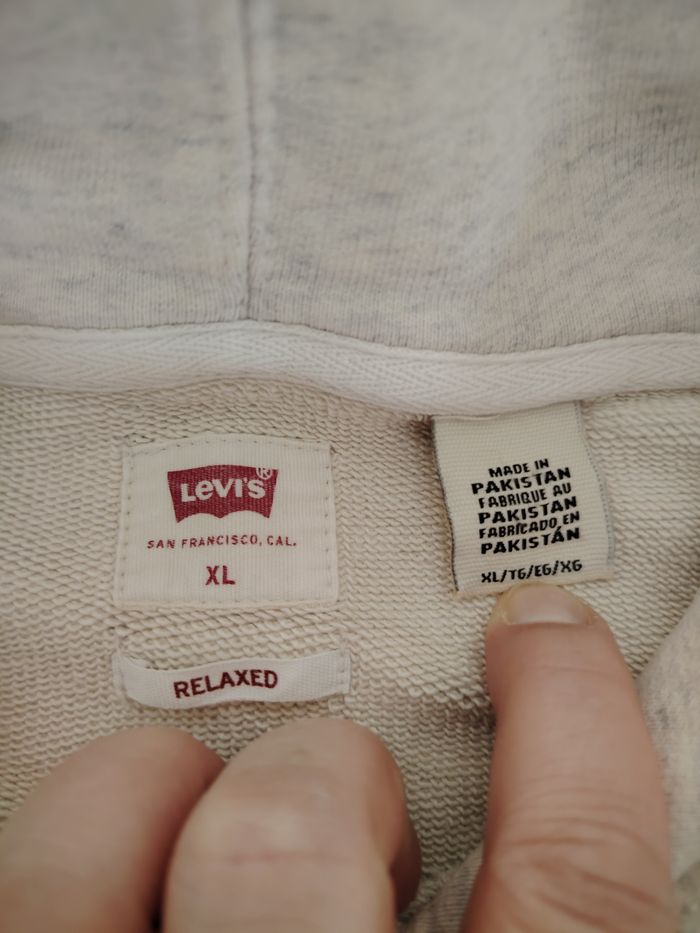 LEVI'S®
SAN FRANCISCO, CAL.
XL
RELAXED
MADE IN
PAKISTAN
FABRIQUE AU
PAKISTAN
FABRICADO EN
PAKISTÁN
XL/TG/EG/XG